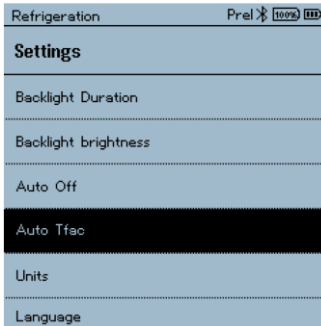 Refrigeration Prel 100%
Settings
Backlight Duration
Backlight brightness
Auto Off
Auto Tfac
Units
Language